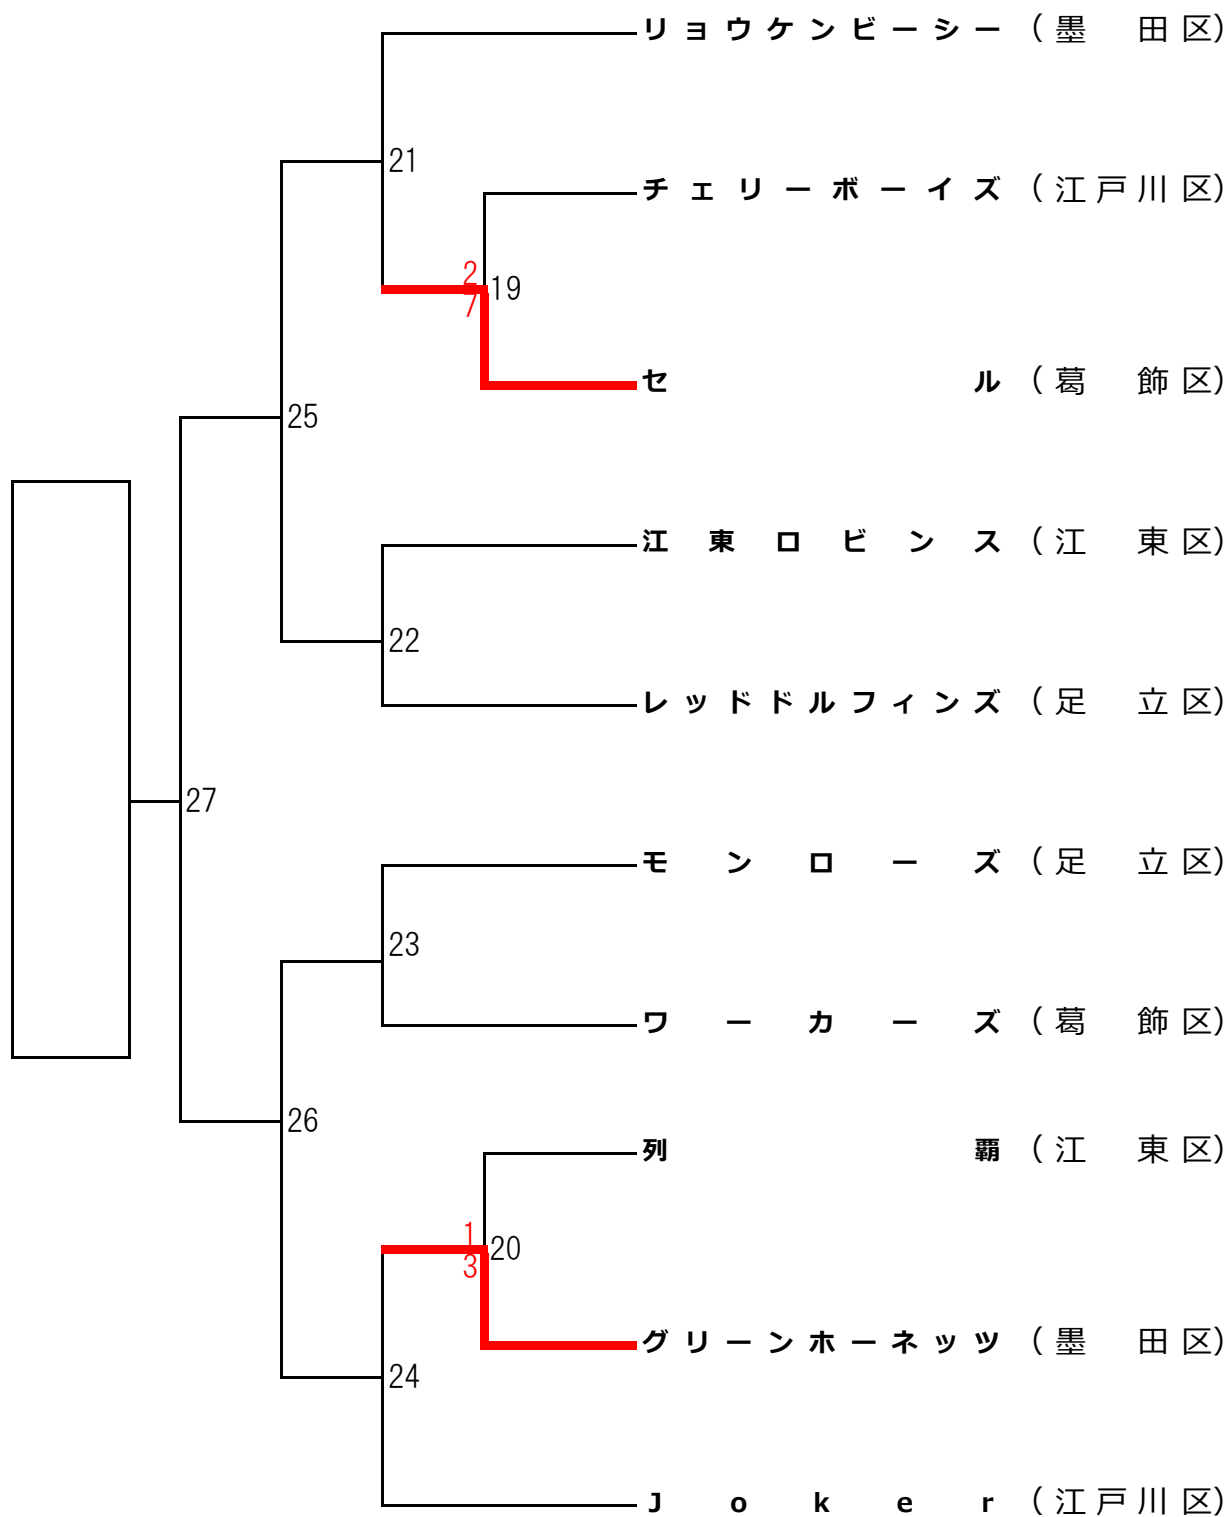 リョウケンビーシー (墨田区)
21
チェリーボーイズ (江戸川区)
2
19
7
セル (葛飾区)
25
江東ロビンス (江東区)
22
レッドドルフィンズ (足立区)
27
モンローズ (足立区)
23
ワーカーズ (葛飾区)
26
列覇 (江東区)
1
20
3
グリーンホーネッツ (墨田区)
24
Joker (江戸川区)